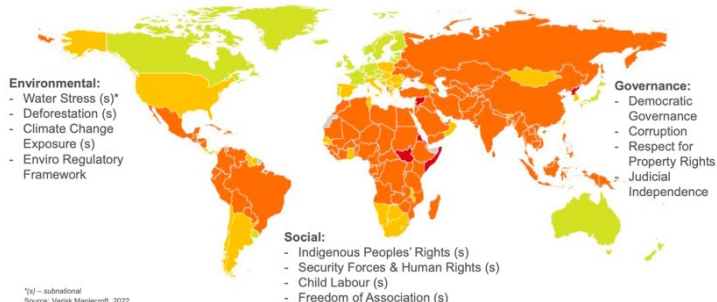 Environmental:
- Water Stress (s)*
- Deforestation (s)
- Climate Change
Exposure (s)
- Enviro Regulatory
Framework
Social:
- Indigenous Peoples' Rights (s)
- Security Forces & Human Rights (s)
- Child Labour (s)
- Freedom of Association (s)
Governance:
- Democratic
Governance
- Corruption
- Respect for
Property Rights
- Judicial
Independence
*(s) – subnational
Source: Verisk Maplecroft, 2022